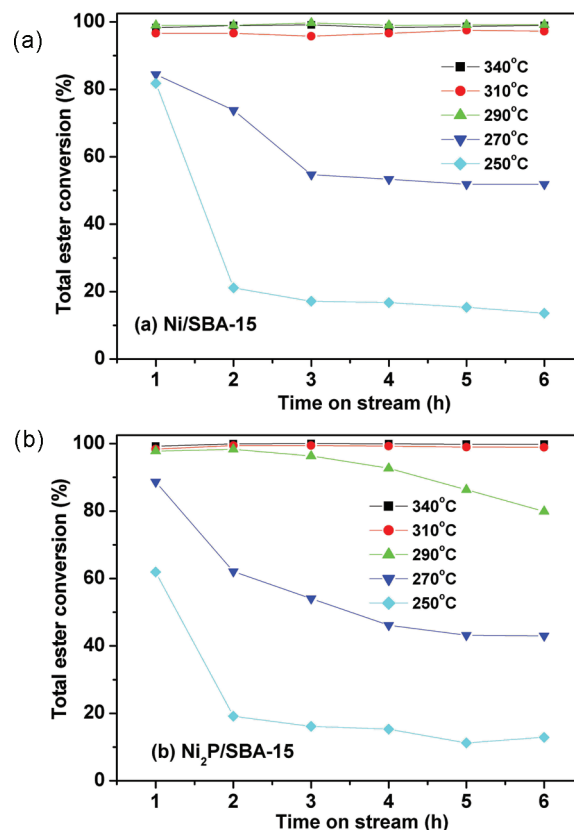 (a)
Total ester conversion (%)
100
80
60
40
20
0
340°C
310°C
290°C
270°C
250°C
(a) Ni/SBA-15
1 2 3 4 5 6
Time on stream (h)
(b)
Total ester conversion (%)
100
80
60
40
20
0
340°C
310°C
290°C
270°C
250°C
(b) Ni₂P/SBA-15
1 2 3 4 5 6
Time on stream (h)